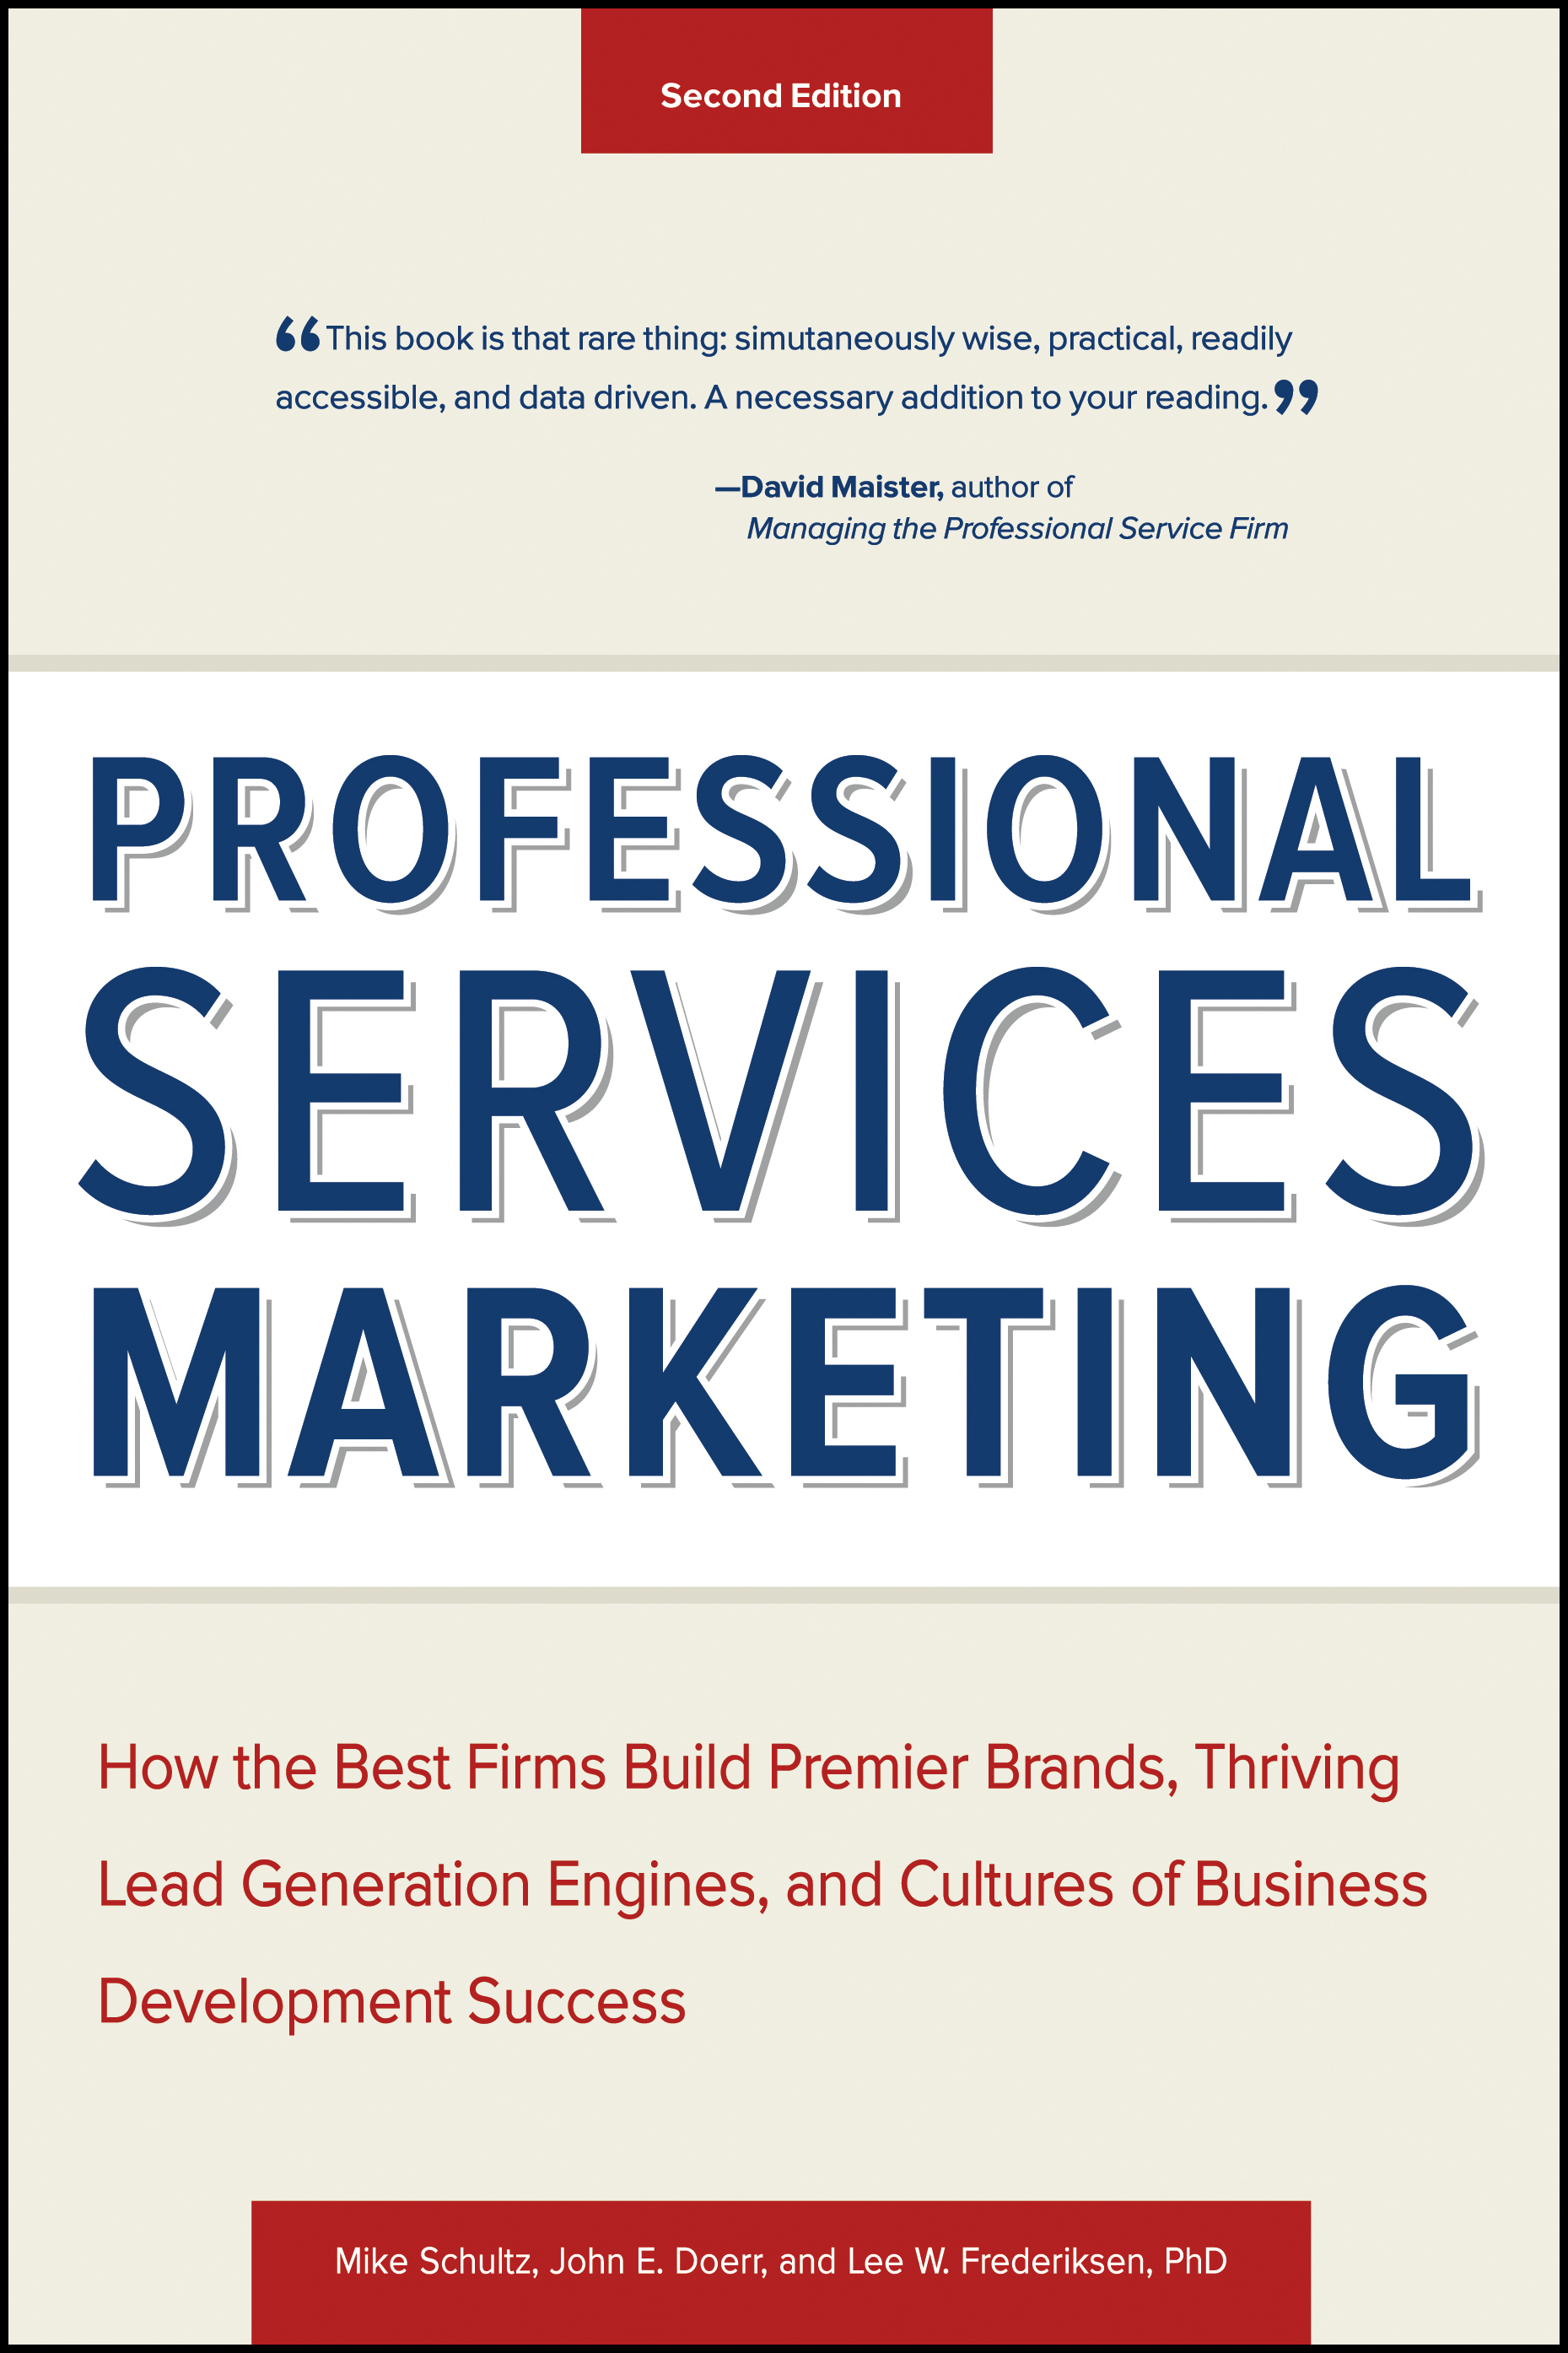 Second Edition
“This book is that rare thing: simutaneously wise, practical, readily
accessible, and data driven. A necessary addition to your reading.”
—David Maister, author of
Managing the Professional Service Firm
PROFESSIONAL
SERVICES
MARKETING
How the Best Firms Build Premier Brands, Thriving
Lead Generation Engines, and Cultures of Business
Development Success
Mike Schultz, John E. Doerr, and Lee W. Frederiksen, PhD